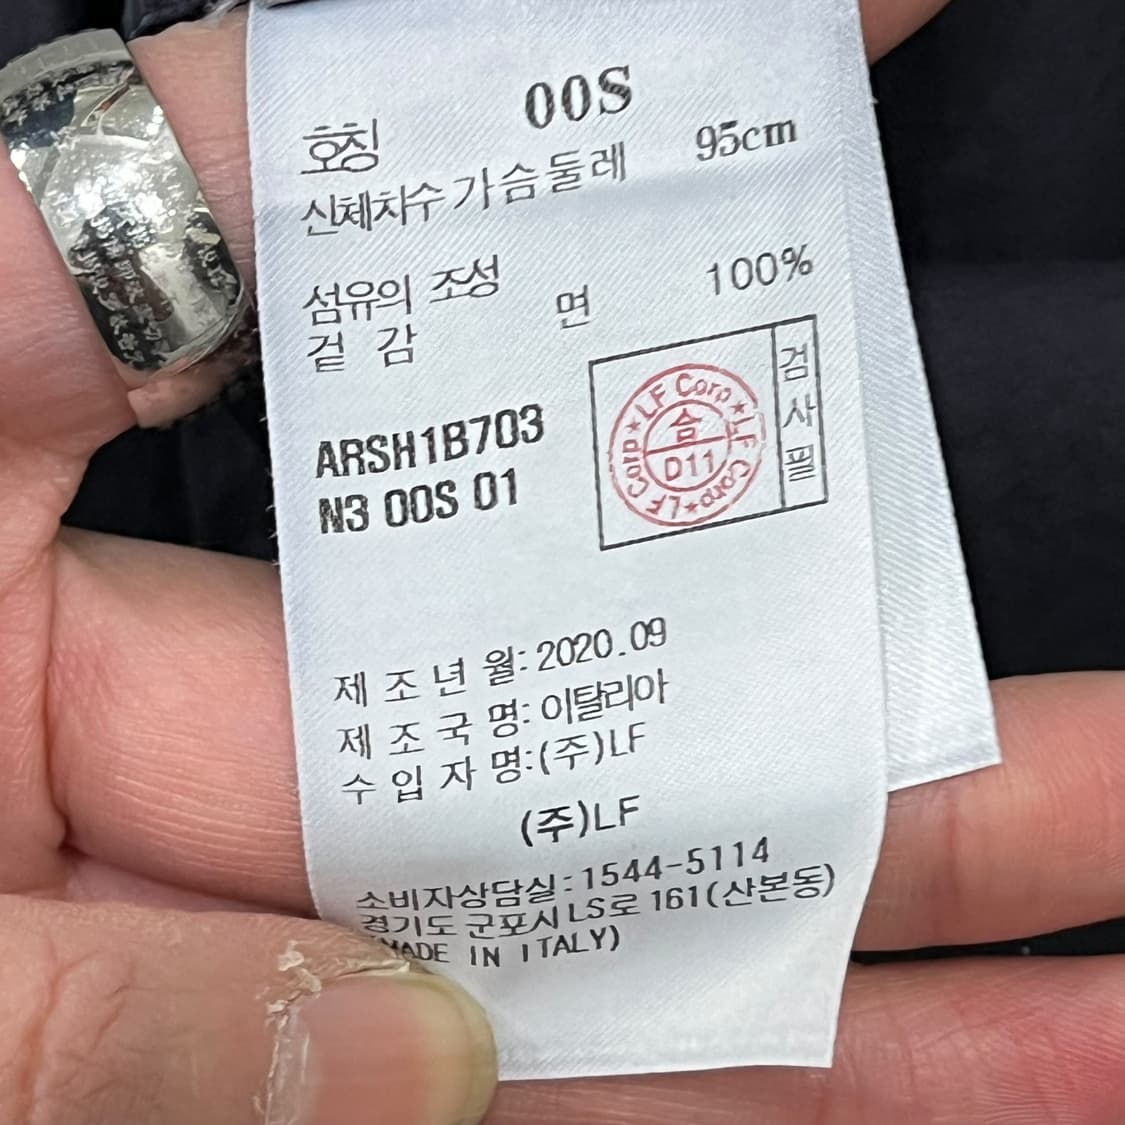 호칭 00S
신체치수 가슴둘레 95cm
섬유의 조성
겉 감 면 100%
검사필
LF Corp★LF Corp★LF Corp★
合
D11
ARSH1B703
N3 00S 01
제 조 년 월: 2020.09
제 조 국 명: 이탈리아
수 입 자 명:(주)LF
(주)LF
소비자상담실:1544-5114
경기도 군포시 LS로 161(산본동)
(MADE IN ITALY)